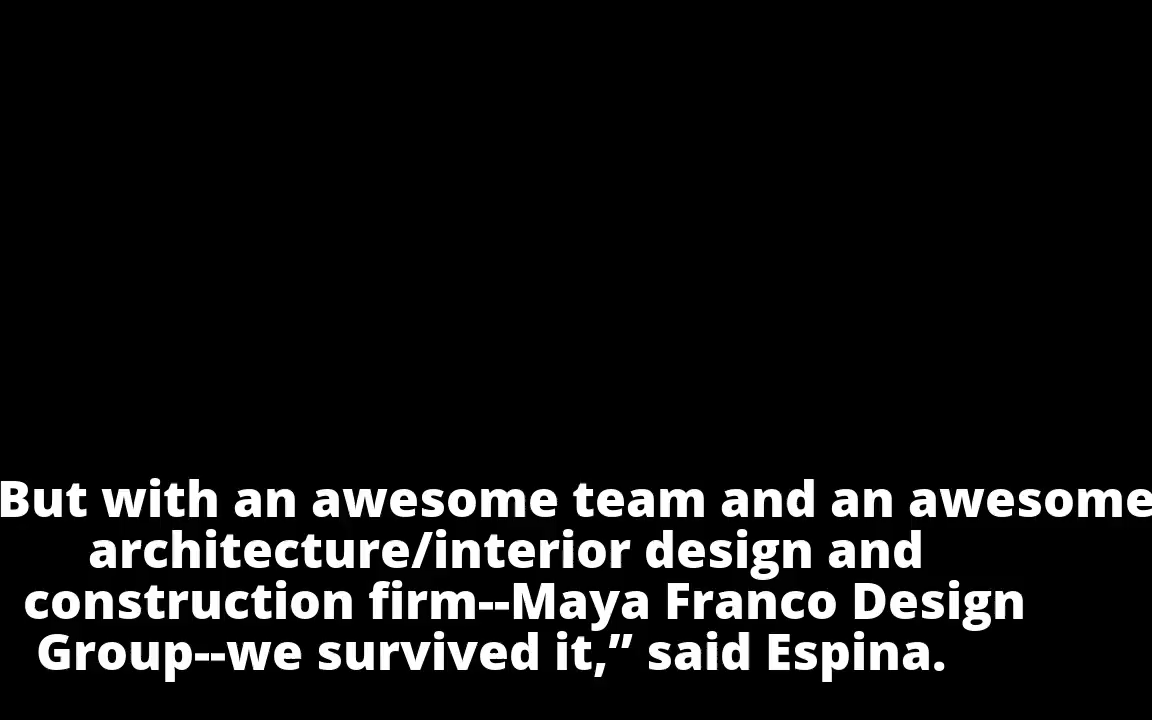 But with an awesome team and an awesome
architecture/interior design and
construction firm--Maya Franco Design
Group--we survived it,” said Espina.